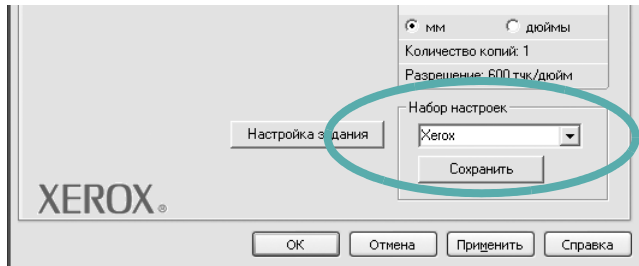 мм дюймы
Количество копий: 1
Разрешение: 600 тчк/дюйм
Набор настроек
Настройка задания
Xerox
Сохранить
XEROX®
ОК Отмена Применить Справка